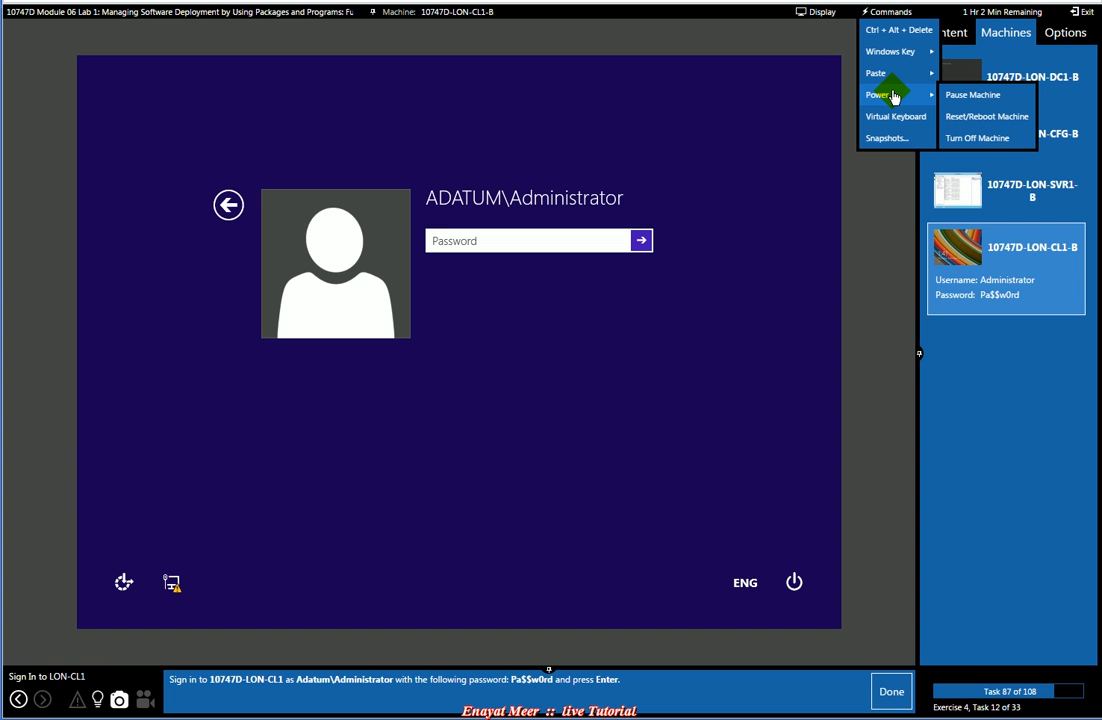 10747D Module 06 Lab 1: Managing Software Deployment by Using Packages and Programs: Fu
Machine: 10747D-LON-CL1-B
Display
Commands
1 Hr 2 Min Remaining
Exit
Ctrl + Alt + Delete
Windows Key
Paste
Power
Virtual Keyboard
Snapshots...
Pause Machine
Reset/Reboot Machine
Turn Off Machine
ntent
Machines
Options
10747D-LON-DC1-B
N-CFG-B
10747D-LON-SVR1-
B
10747D-LON-CL1-B
Username: Administrator
Password: Pa$$w0rd
ADATUM\Administrator
Password
ENG
Sign In to LON-CL1
Sign in to 10747D-LON-CL1 as Adatum\Administrator with the following password: Pa$$w0rd and press Enter.
Done
Task 87 of 108
Exercise 4, Task 12 of 33
Enayat Meer :: live Tutorial